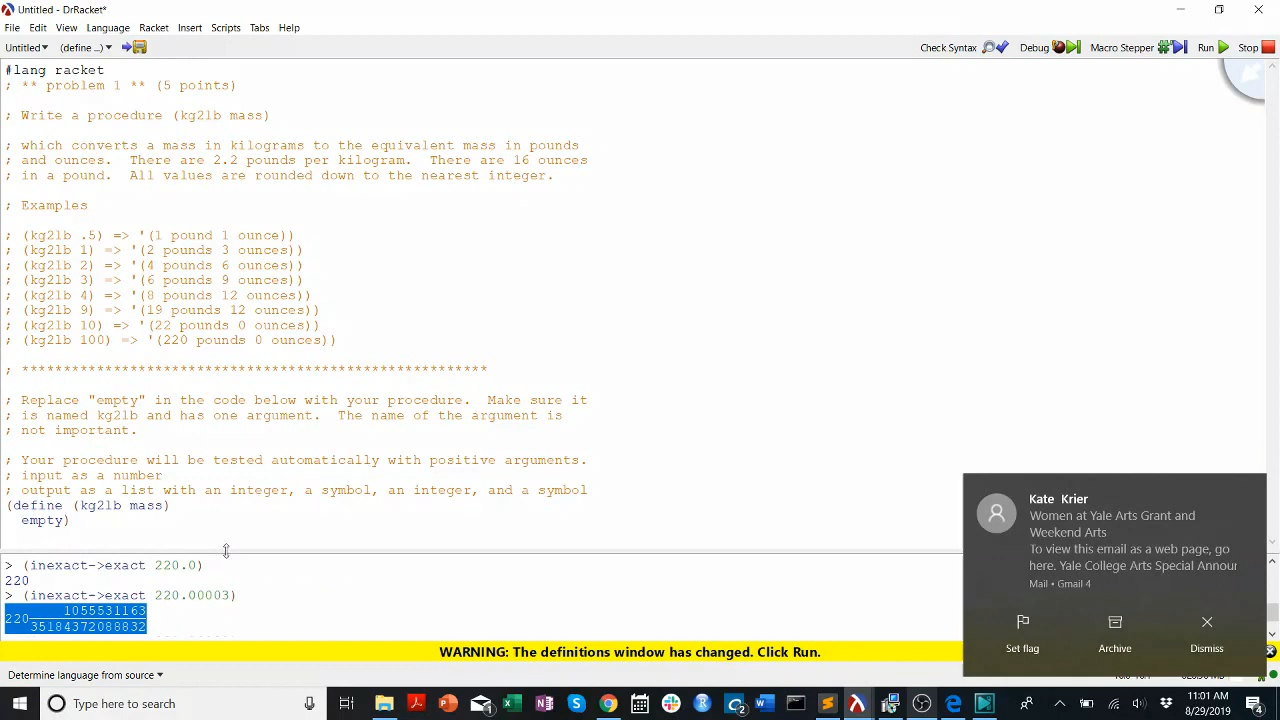 Untitled - DrRacket*
File Edit View Language Racket Insert Scripts Tabs Help
Untitled (define ...) Check Syntax Debug Macro Stepper Run Stop
#lang racket
; ** problem 1 ** (5 points)
; Write a procedure (kg2lb mass)
; which converts a mass in kilograms to the equivalent mass in pounds
; and ounces. There are 2.2 pounds per kilogram. There are 16 ounces
; in a pound. All values are rounded down to the nearest integer.
; Examples
; (kg2lb .5) => '(1 pound 1 ounce))
; (kg2lb 1) => '(2 pounds 3 ounces))
; (kg2lb 2) => '(4 pounds 6 ounces))
; (kg2lb 3) => '(6 pounds 9 ounces))
; (kg2lb 4) => '(8 pounds 12 ounces))
; (kg2lb 9) => '(19 pounds 12 ounces))
; (kg2lb 10) => '(22 pounds 0 ounces))
; (kg2lb 100) => '(220 pounds 0 ounces))
; ********************************************************
; Replace "empty" in the code below with your procedure. Make sure it
; is named kg2lb and has one argument. The name of the argument is
; not important.
; Your procedure will be tested automatically with positive arguments.
; input as a number
; output as a list with an integer, a symbol, an integer, and a symbol
(define (kg2lb mass)
empty)
> (inexact->exact 220.0)
220
> (inexact->exact 220.00003)
220 1055531163
35184372088832
WARNING: The definitions window has changed. Click Run.
Determine language from source
Kate Krier
Women at Yale Arts Grant and
Weekend Arts
To view this email as a web page, go
here. Yale College Arts Special Annour
Mail • Gmail 4
Set flag Archive Dismiss
Type here to search
11:01 AM
8/29/2019